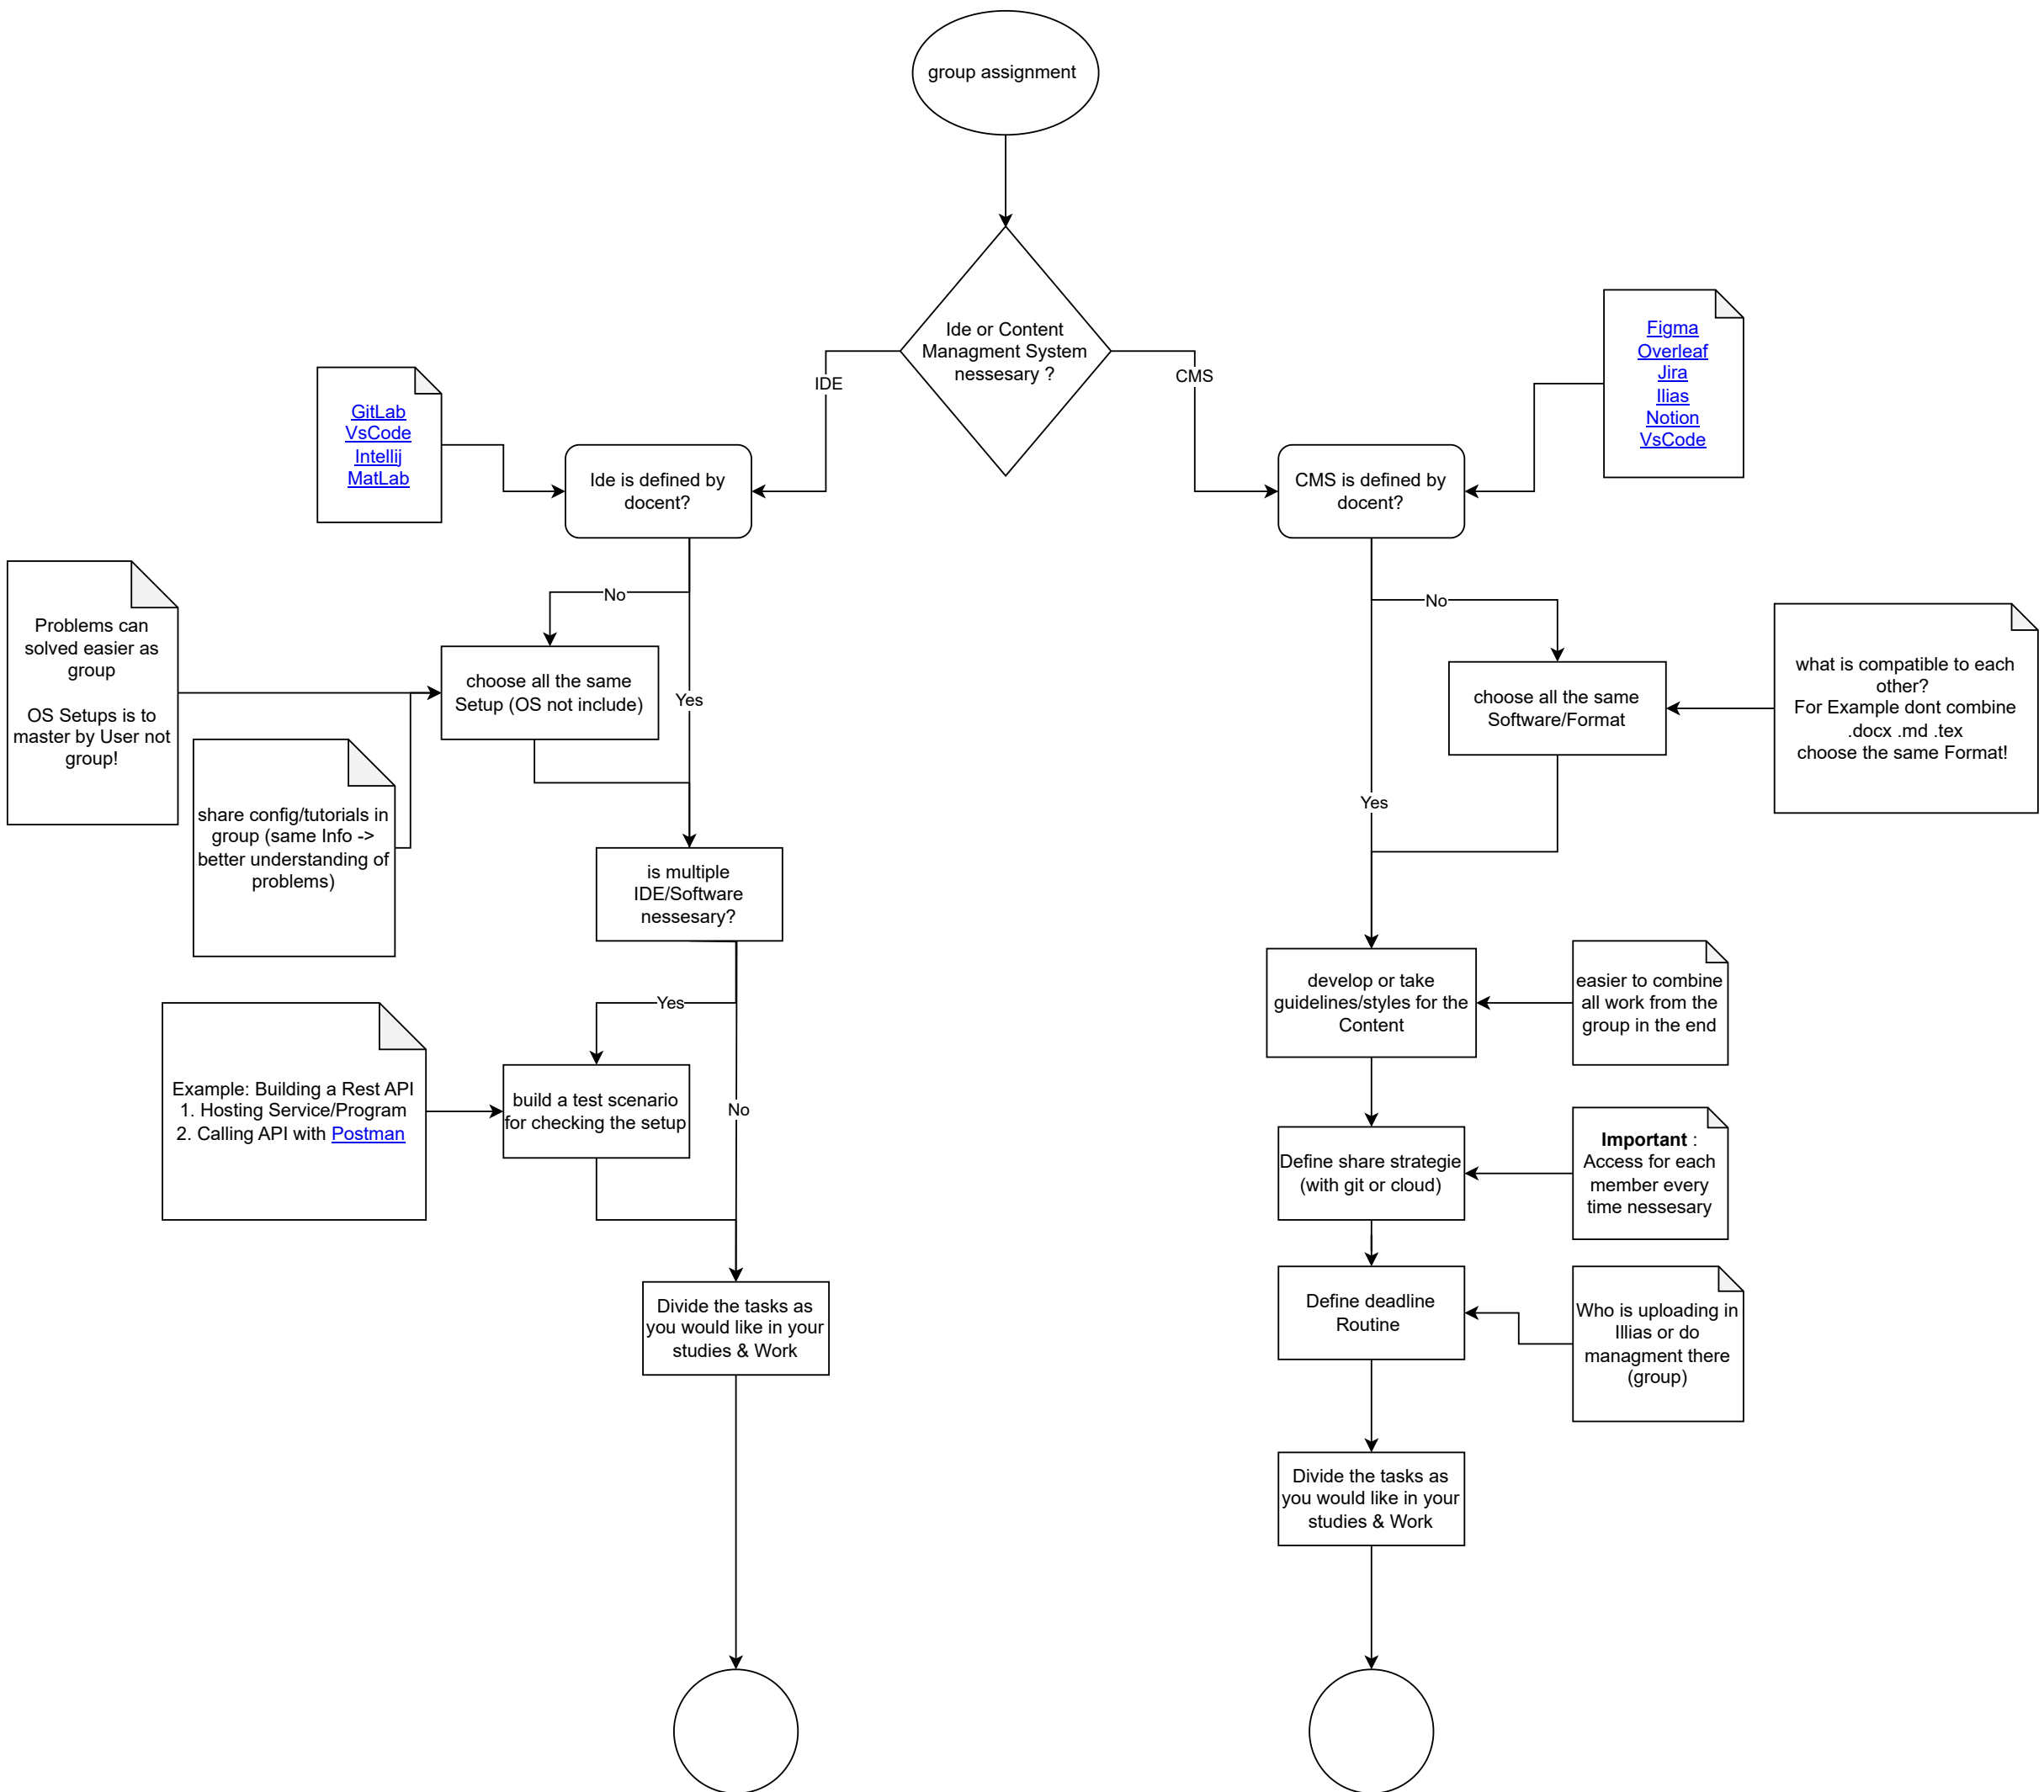 group assignment
Ide or Content
Managment System
nessesary ?
IDE
CMS
GitLab
VsCode
Intellij
MatLab
Ide is defined by
docent?
CMS is defined by
docent?
Figma
Overleaf
Jira
Ilias
Notion
VsCode
No
No
Problems can
solved easier as
group
OS Setups is to
master by User not
group!
choose all the same
Setup (OS not include)
Yes
choose all the same
Software/Format
what is compatible to each
other?
For Example dont combine
.docx .md .tex
choose the same Format!
share config/tutorials in
group (same Info ->
better understanding of
problems)
Yes
is multiple
IDE/Software
nessesary?
Yes
develop or take
guidelines/styles for the
Content
easier to combine
all work from the
group in the end
Example: Building a Rest API
1. Hosting Service/Program
2. Calling API with Postman
build a test scenario
for checking the setup
No
Define share strategie
(with git or cloud)
Important :
Access for each
member every
time nessesary
Divide the tasks as
you would like in your
studies & Work
Define deadline
Routine
Who is uploading in
Illias or do
managment there
(group)
Divide the tasks as
you would like in your
studies & Work